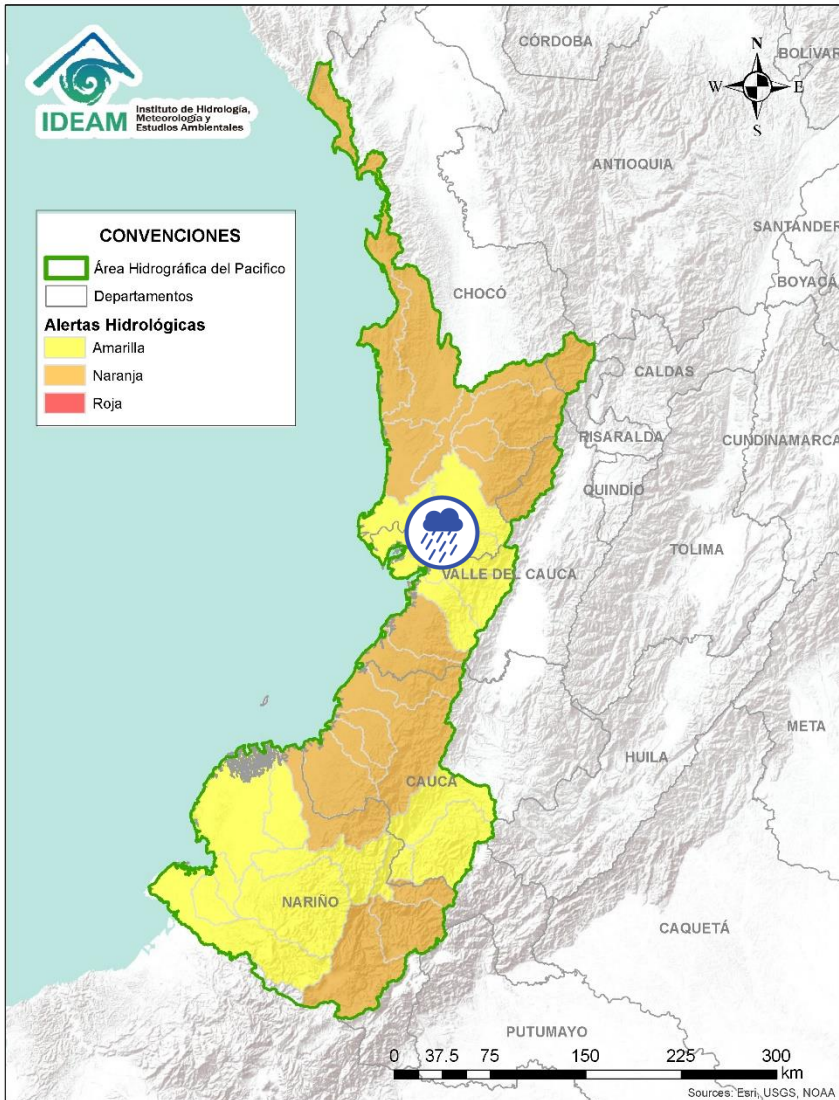 IDEAM
Instituto de Hidrología,
Meteorología y
Estudios Ambientales
CÓRDOBA
BOLÍVAR
N
W
E
S
ANTIOQUIA
SANTANDER
BOYACÁ
CONVENCIONES
Área Hidrográfica del Pacifico
Departamentos
Alertas Hidrológicas
Amarilla
Naranja
Roja
CHOCÓ
CALDAS
RISARALDA
CUNDINAMARCA
QUINDÍO
TOLIMA
VALLE DEL CAUCA
META
HUILA
CAUCA
NARIÑO
CAQUETÁ
PUTUMAYO
0 37.5 75 150 225 300
km
Sources: Esri, USGS, NOAA